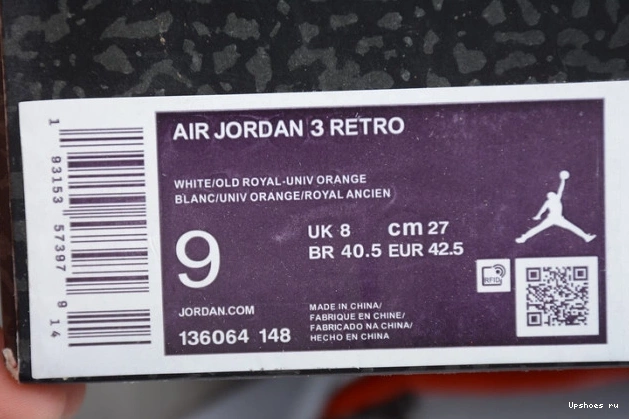 AIR JORDAN 3 RETRO
WHITE/OLD ROYAL-UNIV ORANGE
BLANC/UNIV ORANGE/ROYAL ANCIEN
9
UK 8 cm 27
BR 40.5 EUR 42.5
RFID
JORDAN.COM
136064 148
MADE IN CHINA/
FABRIQUE EN CHINE/
FABRICADO NA CHINA/
HECHO EN CHINA
1 93153 57397 9 14
Upshoes ru